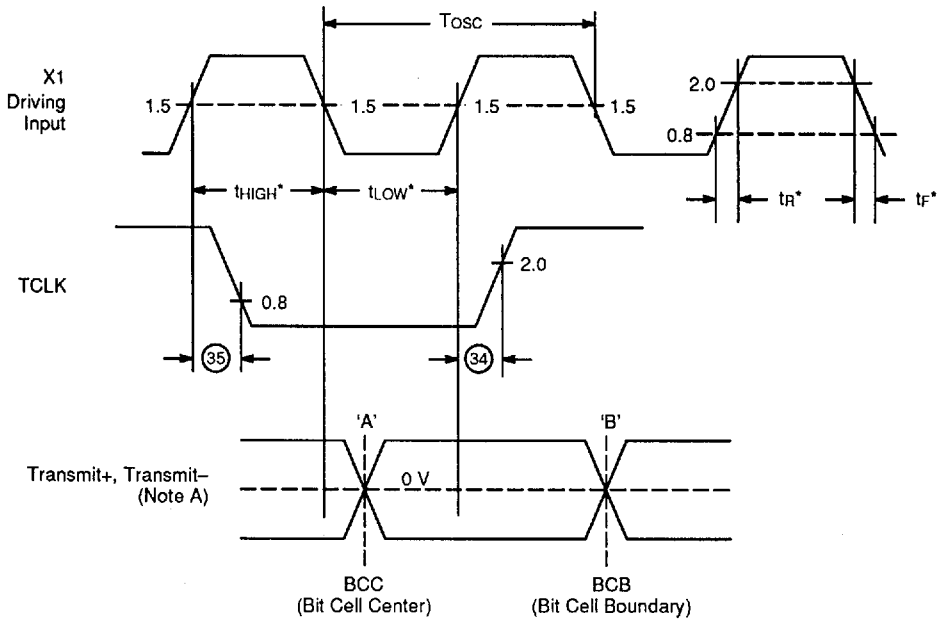 TOSC
X1
Driving
Input
1.5
1.5
1.5
1.5
2.0
0.8
tHIGH*
tLOW*
tR*
tF*
TCLK
0.8
2.0
35
34
'A'
'B'
Transmit+, Transmit–
(Note A)
0 V
BCC
(Bit Cell Center)
BCB
(Bit Cell Boundary)